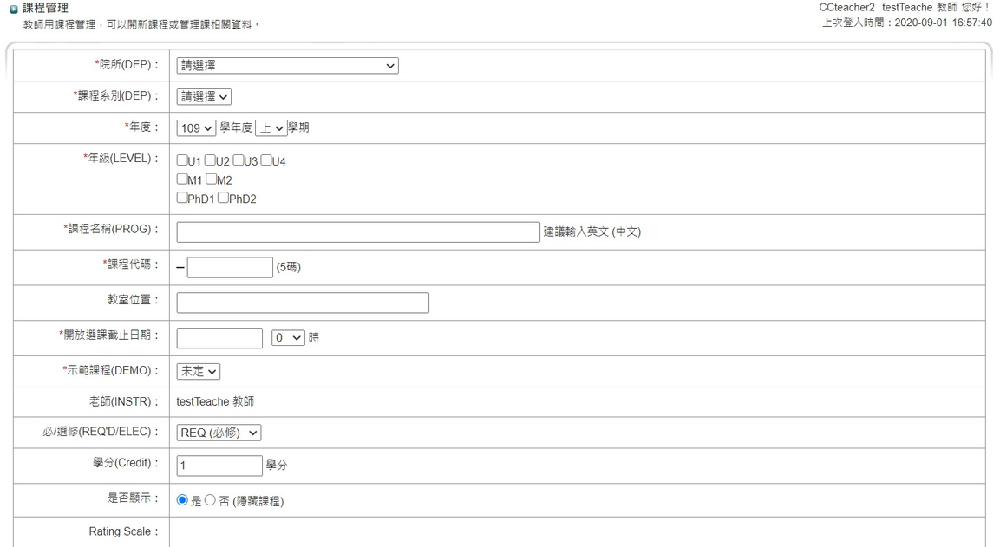 課程管理
教師用課程管理，可以開新課程或管理課相關資料。
CCteacher2 testTeache 教師 您好！
上次登入時間：2020-09-01 16:57:40
*院所(DEP)： 請選擇
*課程系別(DEP)： 請選擇
*年度： 109 學年度 上 學期
*年級(LEVEL)： U1 U2 U3 U4
M1 M2
PhD1 PhD2
*課程名稱(PROG)： 建議輸入英文 (中文)
*課程代碼： – (5碼)
教室位置：
*開放選課截止日期： 0 時
*示範課程(DEMO)： 未定
老師(INSTR)： testTeache 教師
必/選修(REQ'D/ELEC)： REQ (必修)
學分(Credit)： 1 學分
是否顯示： 是 否 (隱藏課程)
Rating Scale：